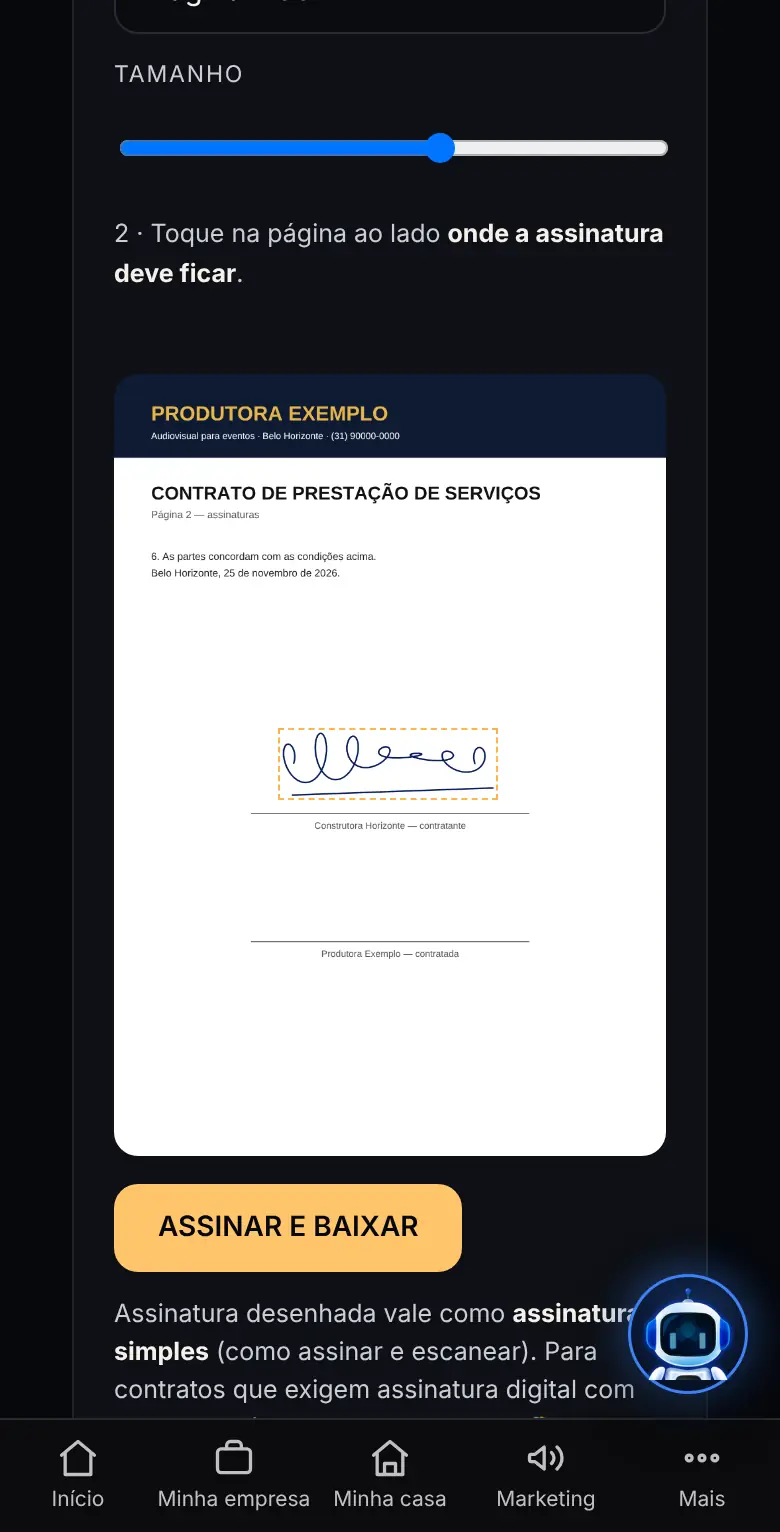 TAMANHO
2 · Toque na página ao lado onde a assinatura
deve ficar.
PRODUTORA EXEMPLO
Audiovisual para eventos · Belo Horizonte · (31) 90000-0000
CONTRATO DE PRESTAÇÃO DE SERVIÇOS
Página 2 — assinaturas
6. As partes concordam com as condições acima.
Belo Horizonte, 25 de novembro de 2026.
Construtora Horizonte — contratante
Produtora Exemplo — contratada
ASSINAR E BAIXAR
Assinatura desenhada vale como assinatura
simples (como assinar e escanear). Para
contratos que exigem assinatura digital com
Início
Minha empresa
Minha casa
Marketing
Mais